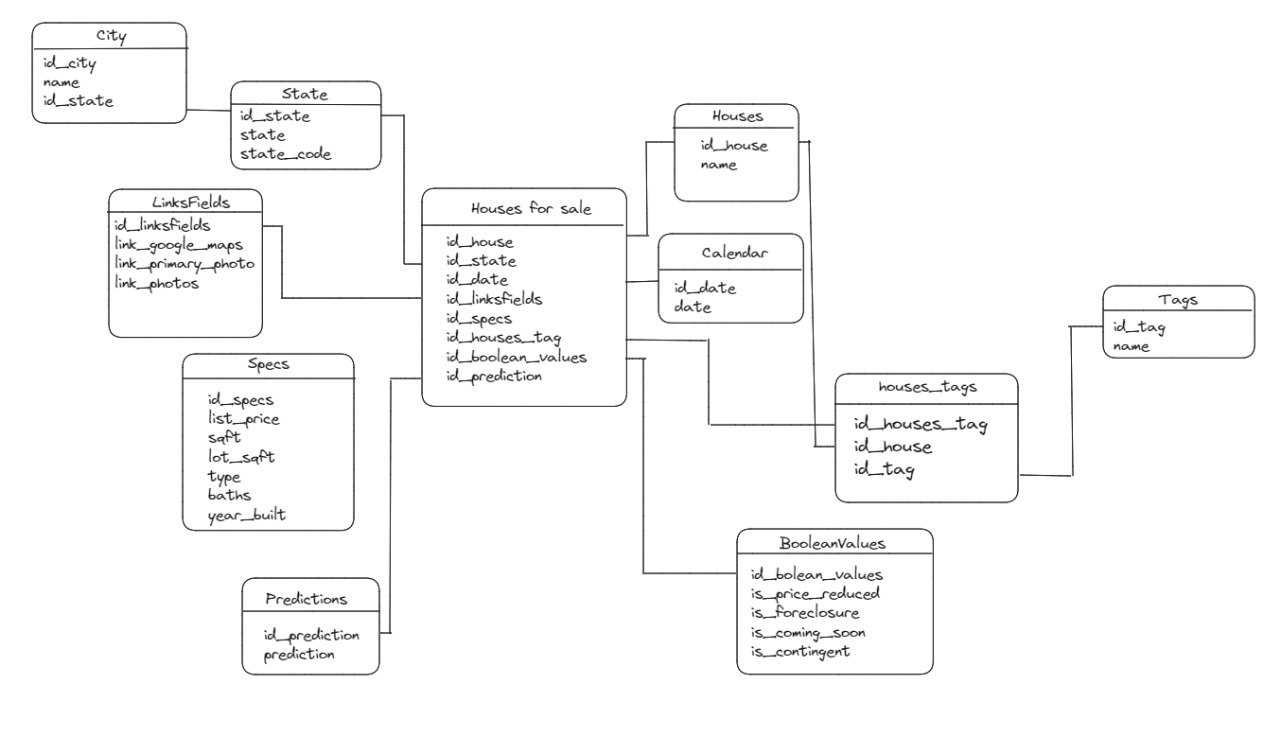 City
id_city
name
id_state
State
id_state
state
state_code
LinksFields
id_linksfields
link_google_maps
link_primary_photo
link_photos
Houses for sale
id_house
id_state
id_date
id_linksfields
id_specs
id_houses_tag
id_boolean_values
id_prediction
Houses
id_house
name
Calendar
id_date
date
Tags
id_tag
name
Specs
id_specs
list_price
sqft
lot_sqft
type
baths
year_built
houses_tags
id_houses_tag
id_house
id_tag
BooleanValues
id_bolean_values
is_price_reduced
is_foreclosure
is_coming_soon
is_contingent
Predictions
id_prediction
prediction